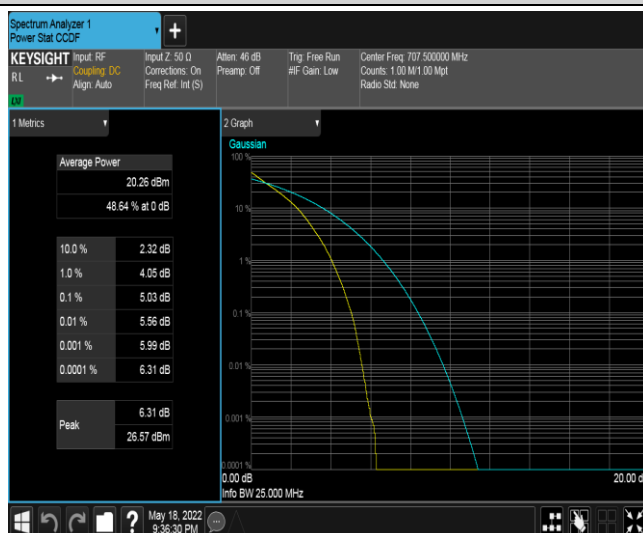 Spectrum Analyzer 1
Power Stat CCDF
KEYSIGHT
Input: RF
Coupling: DC
Align: Auto
Input Z: 50 Ω
Corrections: On
Freq Ref: Int (S)
Atten: 46 dB
Preamp: Off
Trig: Free Run
#IF Gain: Low
Center Freq: 707.500000 MHz
Counts: 1.00 M/1.00 Mpt
Radio Std: None
R L
1 Metrics
Average Power
20.26 dBm
48.64 % at 0 dB
10.0 % 2.32 dB
1.0 % 4.05 dB
0.1 % 5.03 dB
0.01 % 5.56 dB
0.001 % 5.99 dB
0.0001 % 6.31 dB
Peak
6.31 dB
26.57 dBm
2 Graph
Gaussian
100 %
10 %
1 %
0.1 %
0.01 %
0.001 %
0.0001 %
0.00 dB
20.00 d
Info BW 25.000 MHz
May 18, 2022
9:36:30 PM